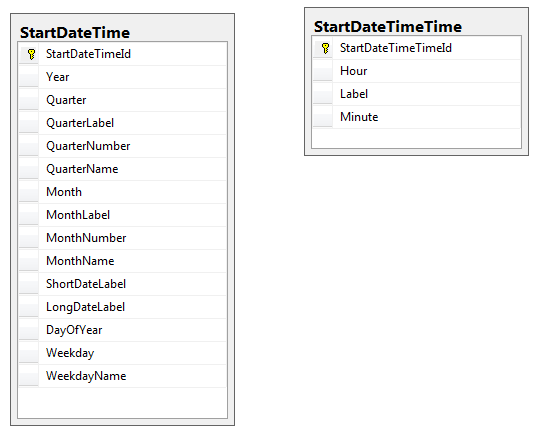 StartDateTime
StartDateTimeId
Year
Quarter
QuarterLabel
QuarterNumber
QuarterName
Month
MonthLabel
MonthNumber
MonthName
ShortDateLabel
LongDateLabel
DayOfYear
Weekday
WeekdayName
StartDateTimeTime
StartDateTimeTimeId
Hour
Label
Minute